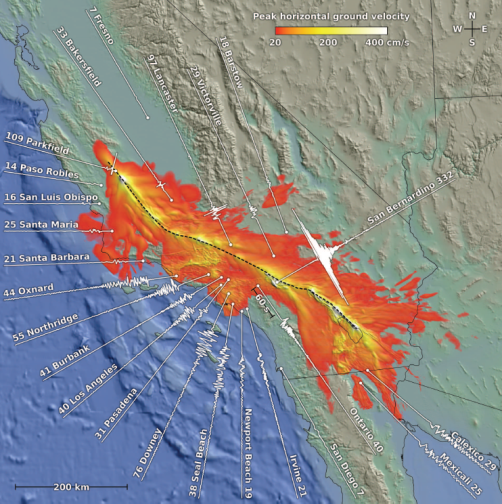 Peak horizontal ground velocity
20 200 400 cm/s
N
W E
S
7 Fresno
33 Bakersfield
97 Lancaster
29 Victorville
18 Barstow
San Bernardino 332
109 Parkfield
14 Paso Robles
16 San Luis Obispo
25 Santa Maria
21 Santa Barbara
44 Oxnard
55 Northridge
41 Burbank
40 Los Angeles
31 Pasadena
76 Downey
38 Seal Beach
Newport Beach 19
Irvine 21
San Diego 7
Ontario 40
Mexicali 22
Calexico 29
60 s
200 km